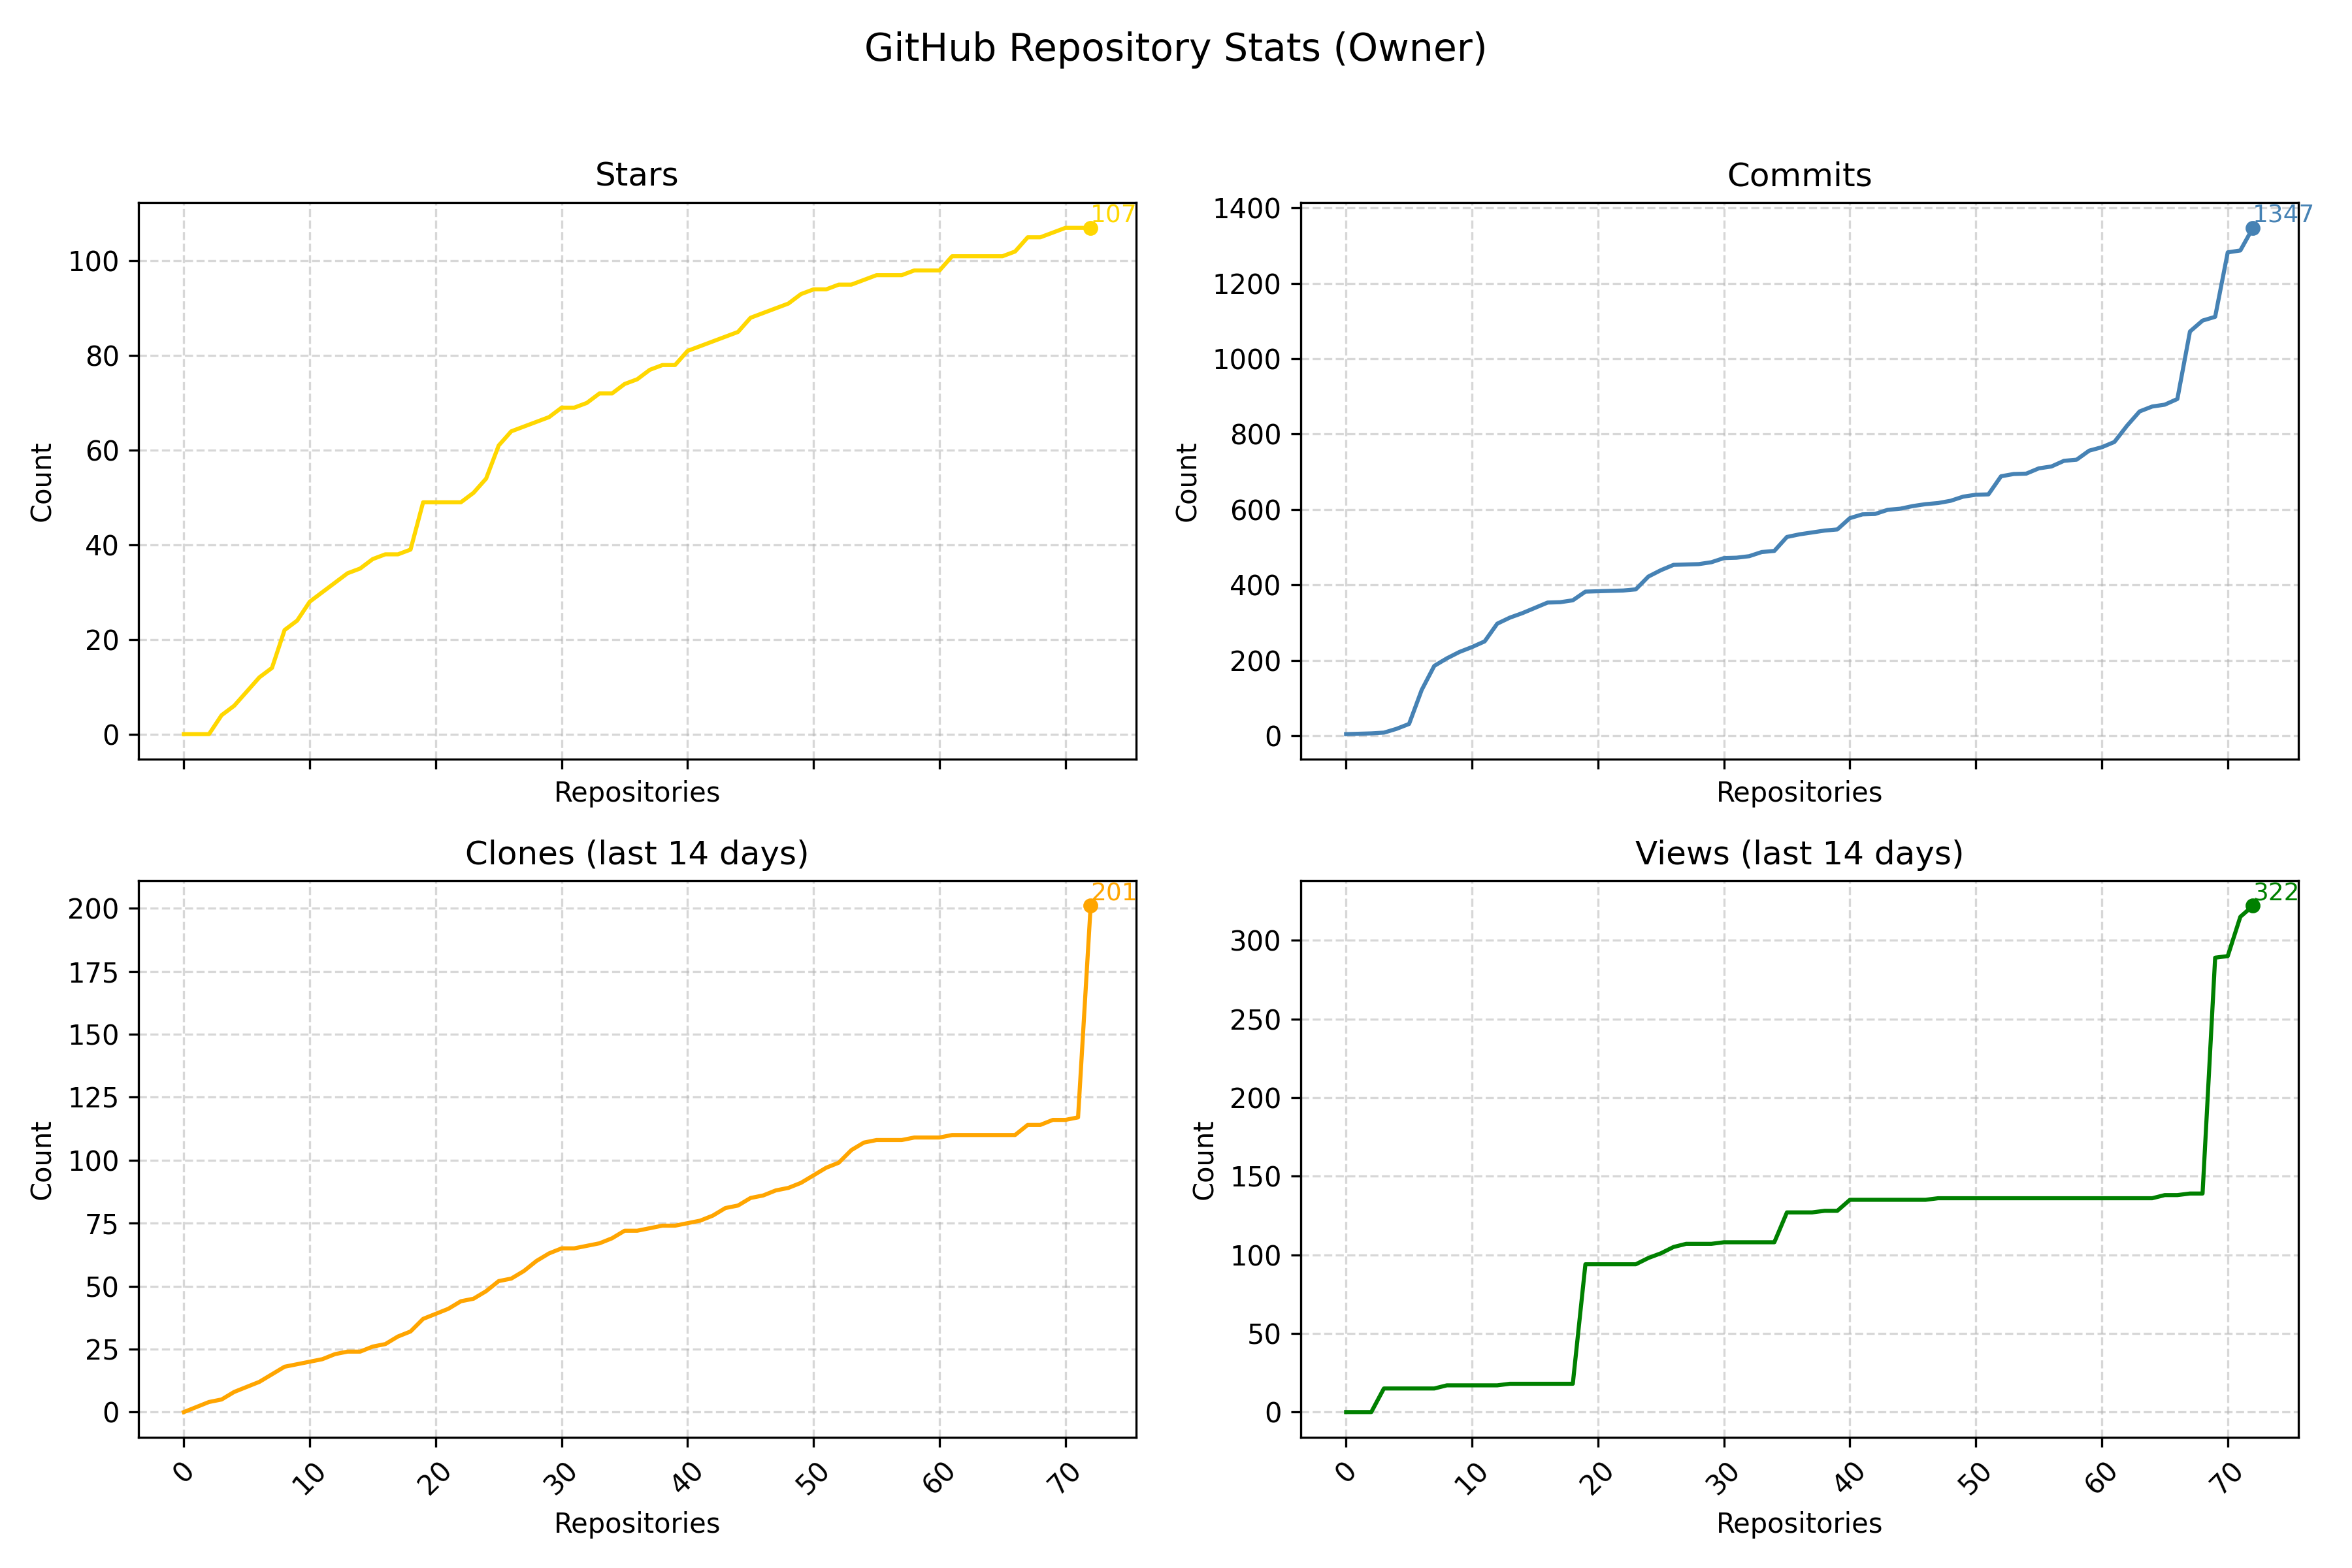 GitHub Repository Stats (Owner)
Stars
107
100
80
60
40
20
0
Count
Repositories
Commits
1347
1400
1200
1000
800
600
400
200
0
Count
Repositories
Clones (last 14 days)
201
200
175
150
125
100
75
50
25
0
Count
0 10 20 30 40 50 60 70
Repositories
Views (last 14 days)
322
300
250
200
150
100
50
0
Count
0 10 20 30 40 50 60 70
Repositories